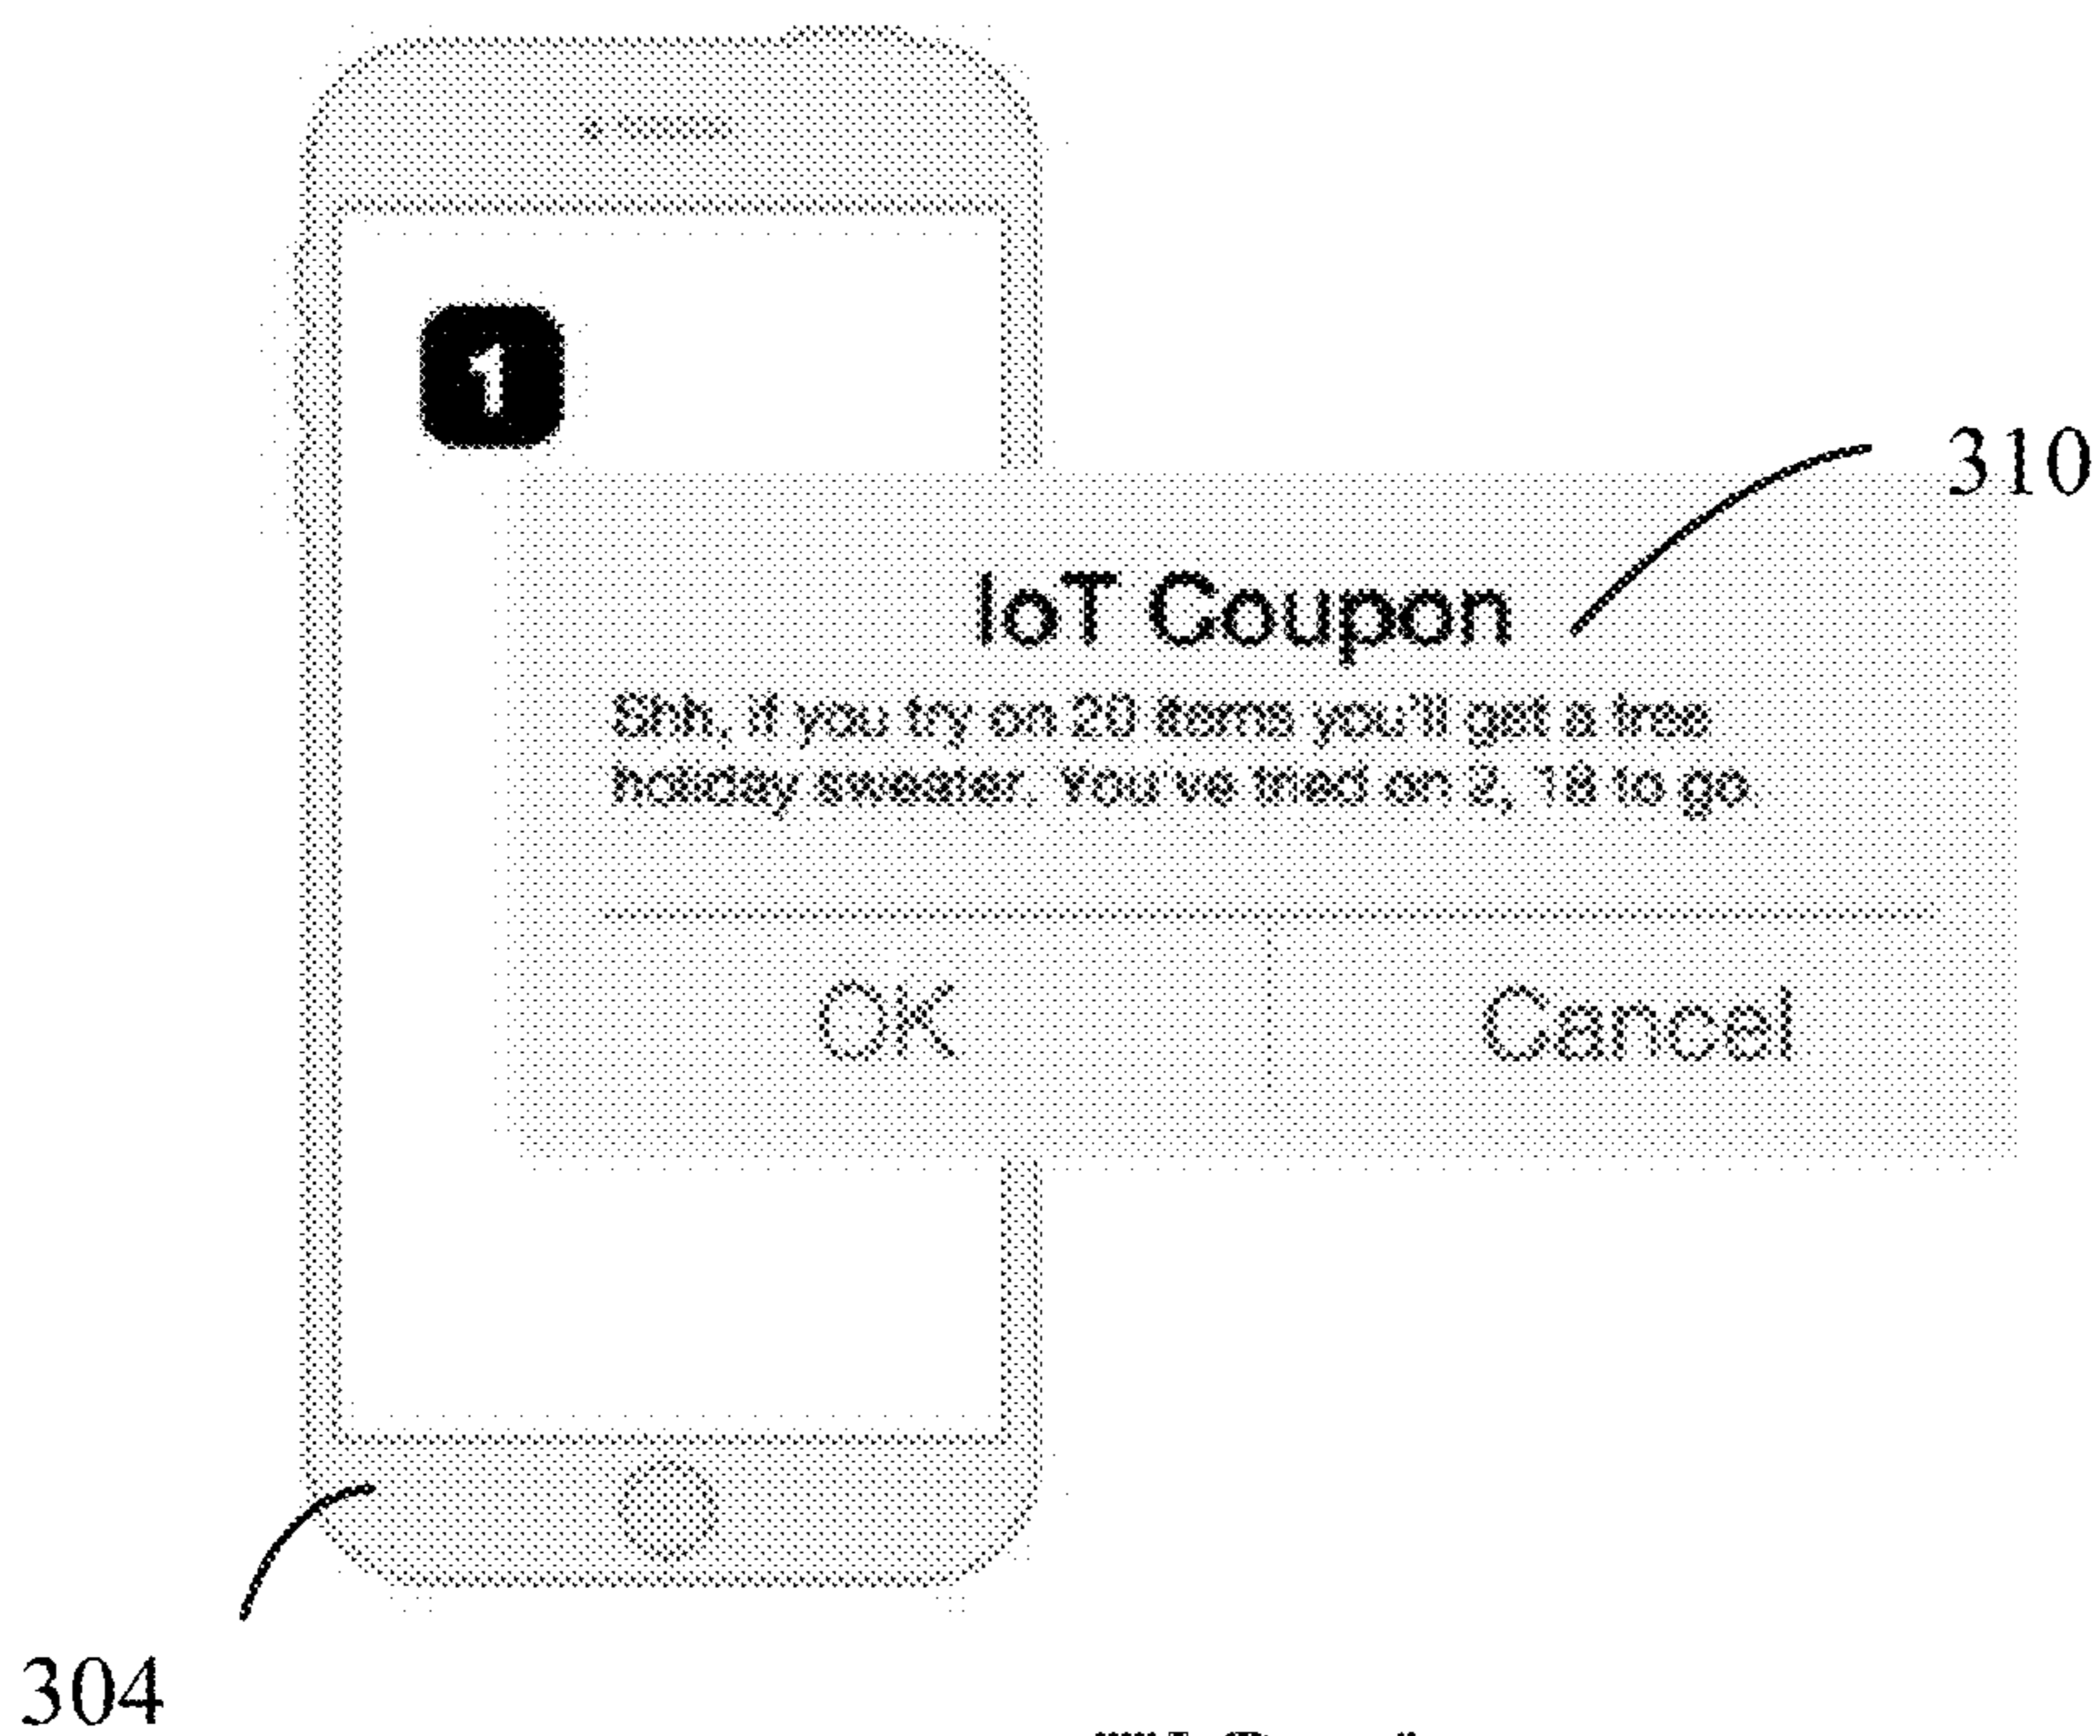 1
310
IoT Coupon
Shh, if you try on 20 items you'll get a free
holiday sweater. You've tried on 2, 18 to go.
OK
Cancel
304